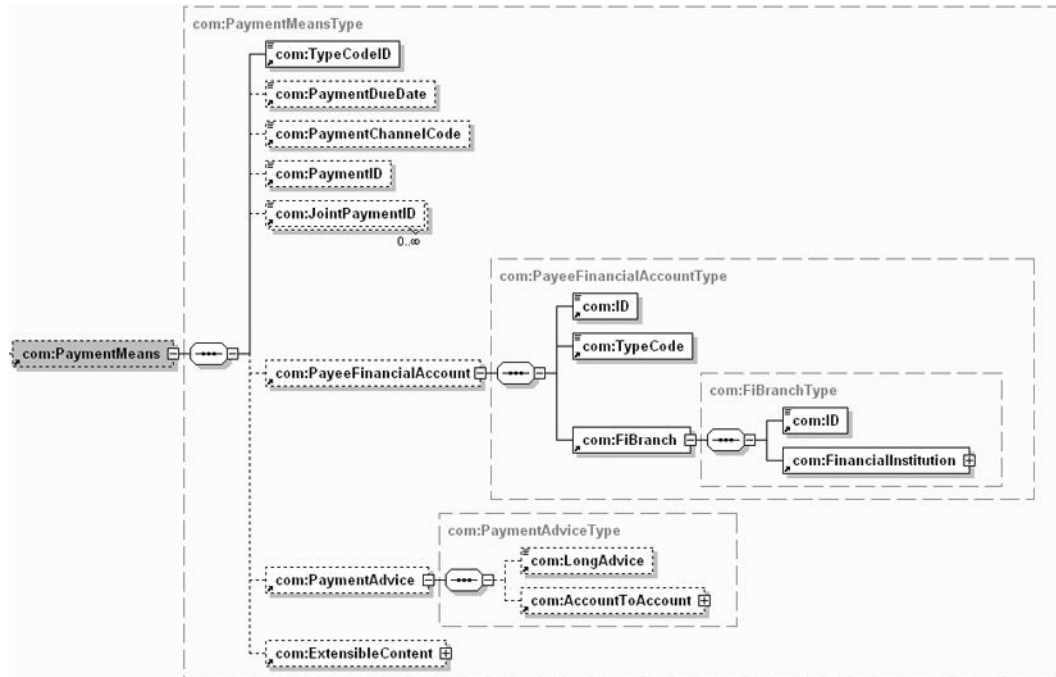 com:PaymentMeansType
com:TypeCodeID
com:PaymentDueDate
com:PaymentChannelCode
com:PaymentID
com:JointPaymentID
0..∞
com:PayeeFinancialAccountType
com:ID
com:TypeCode
com:PaymentMeans
com:PayeeFinancialAccount
com:FiBranchType
com:ID
com:FiBranch
com:FinancialInstitution
com:PaymentAdviceType
com:LongAdvice
com:PaymentAdvice
com:AccountToAccount
com:ExtensibleContent